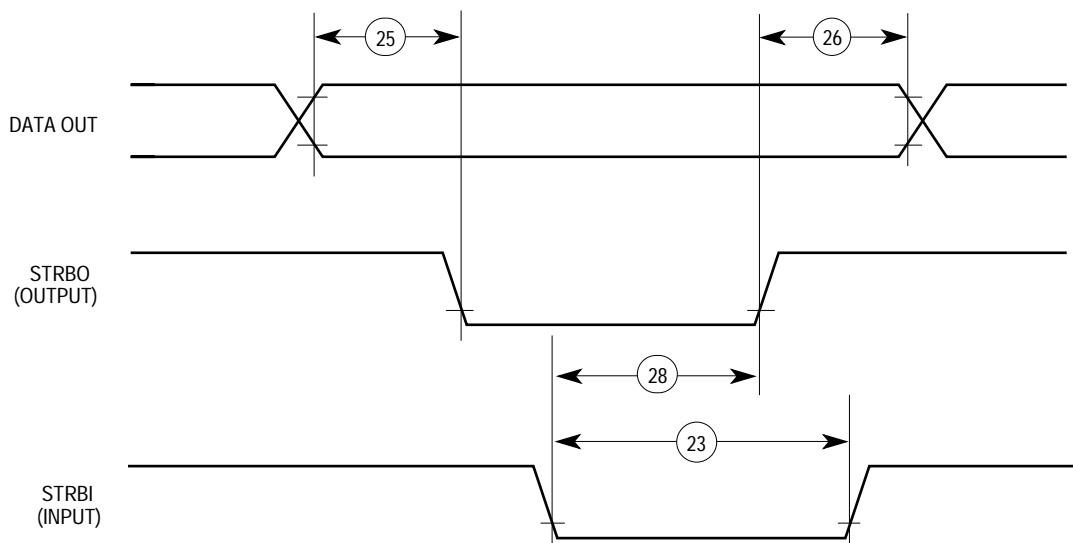 25
26
DATA OUT
STRBO
(OUTPUT)
28
23
STRBI
(INPUT)